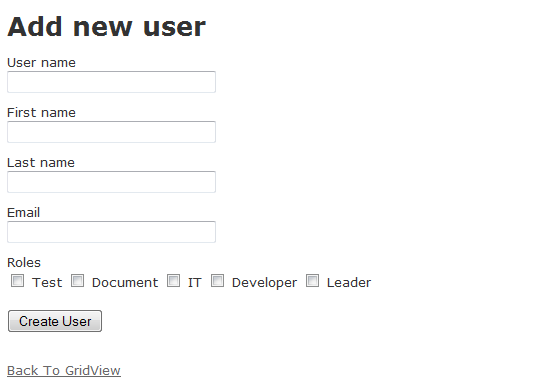 Add new user
User name
First name
Last name
Email
Roles
Test Document IT Developer Leader
Create User
Back To GridView